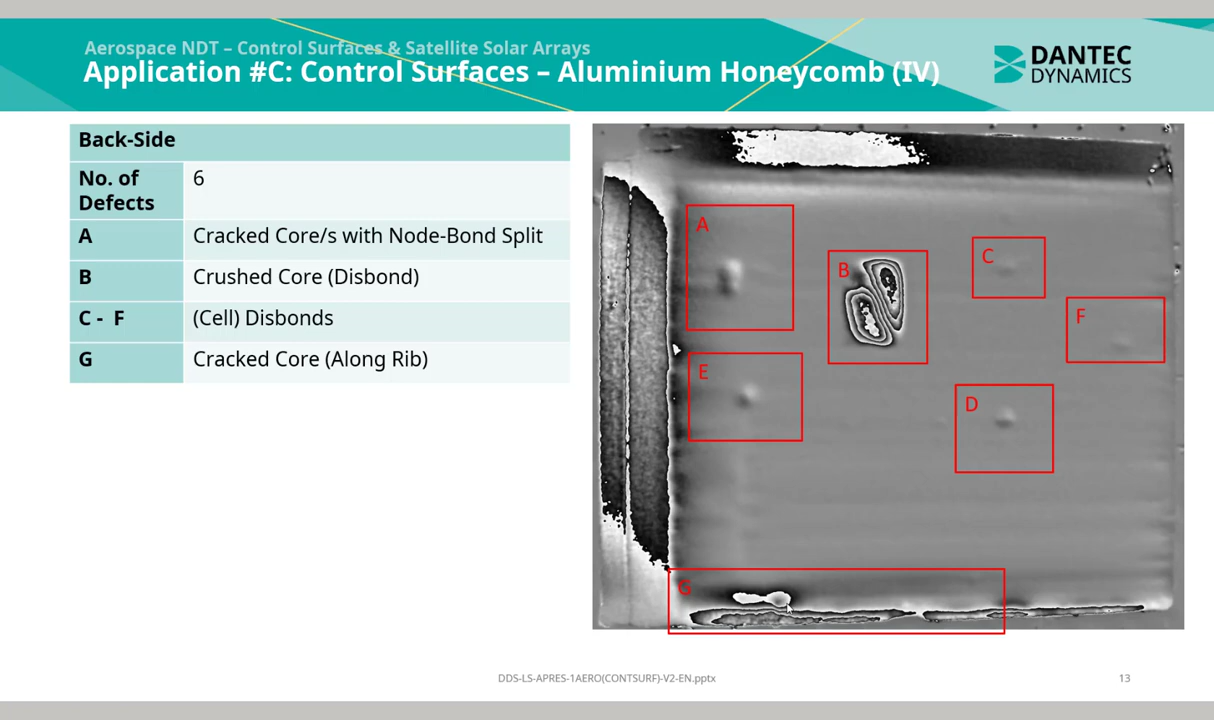 Aerospace NDT – Control Surfaces & Satellite Solar Arrays
Application #C: Control Surfaces – Aluminium Honeycomb (IV)
DANTEC
DYNAMICS
Back-Side
No. of Defects 6
A Cracked Core/s with Node-Bond Split
B Crushed Core (Disbond)
C - F (Cell) Disbonds
G Cracked Core (Along Rib)
A
B
C
F
E
D
G
DDS-LS-APRES-1AERO(CONTSURF)-V2-EN.pptx
13